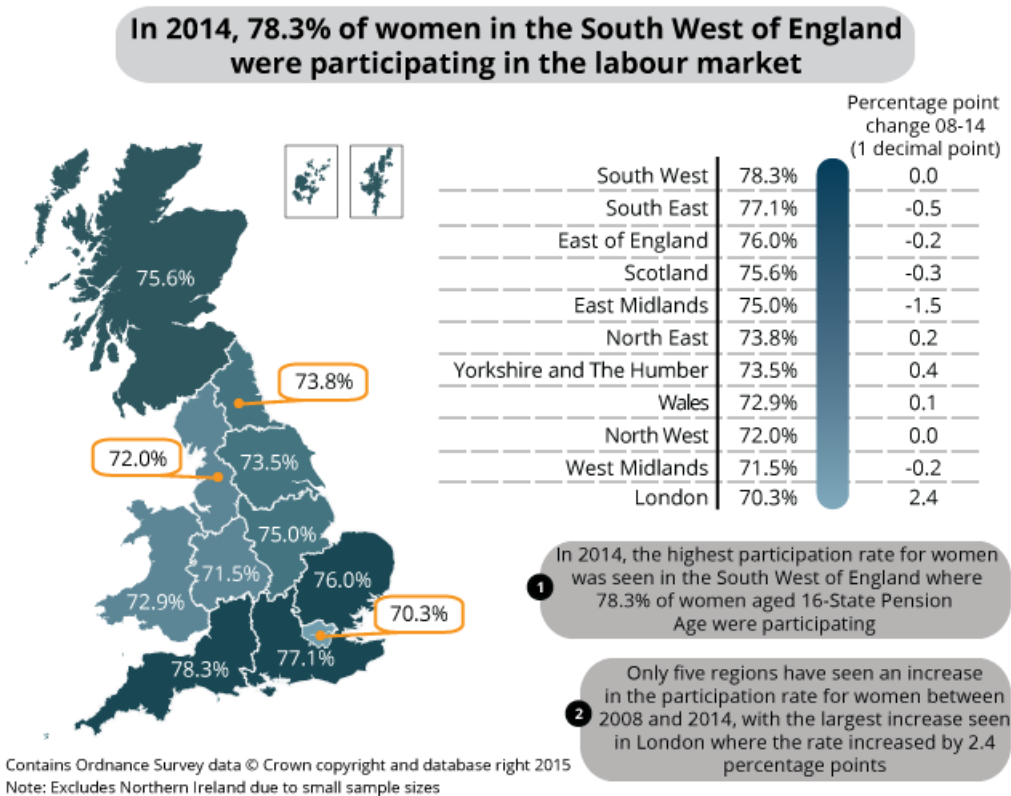 In 2014, 78.3% of women in the South West of England
were participating in the labour market
Percentage point
change 08-14
(1 decimal point)
South West 78.3% 0.0
South East 77.1% -0.5
East of England 76.0% -0.2
Scotland 75.6% -0.3
East Midlands 75.0% -1.5
North East 73.8% 0.2
Yorkshire and The Humber 73.5% 0.4
Wales 72.9% 0.1
North West 72.0% 0.0
West Midlands 71.5% -0.2
London 70.3% 2.4
75.6%
73.8%
72.0%
73.5%
75.0%
71.5%
76.0%
72.9%
70.3%
78.3%
77.1%
1
In 2014, the highest participation rate for women
was seen in the South West of England where
78.3% of women aged 16-State Pension
Age were participating
2
Only five regions have seen an increase
in the participation rate for women between
2008 and 2014, with the largest increase seen
in London where the rate increased by 2.4
percentage points
Contains Ordnance Survey data © Crown copyright and database right 2015
Note: Excludes Northern Ireland due to small sample sizes